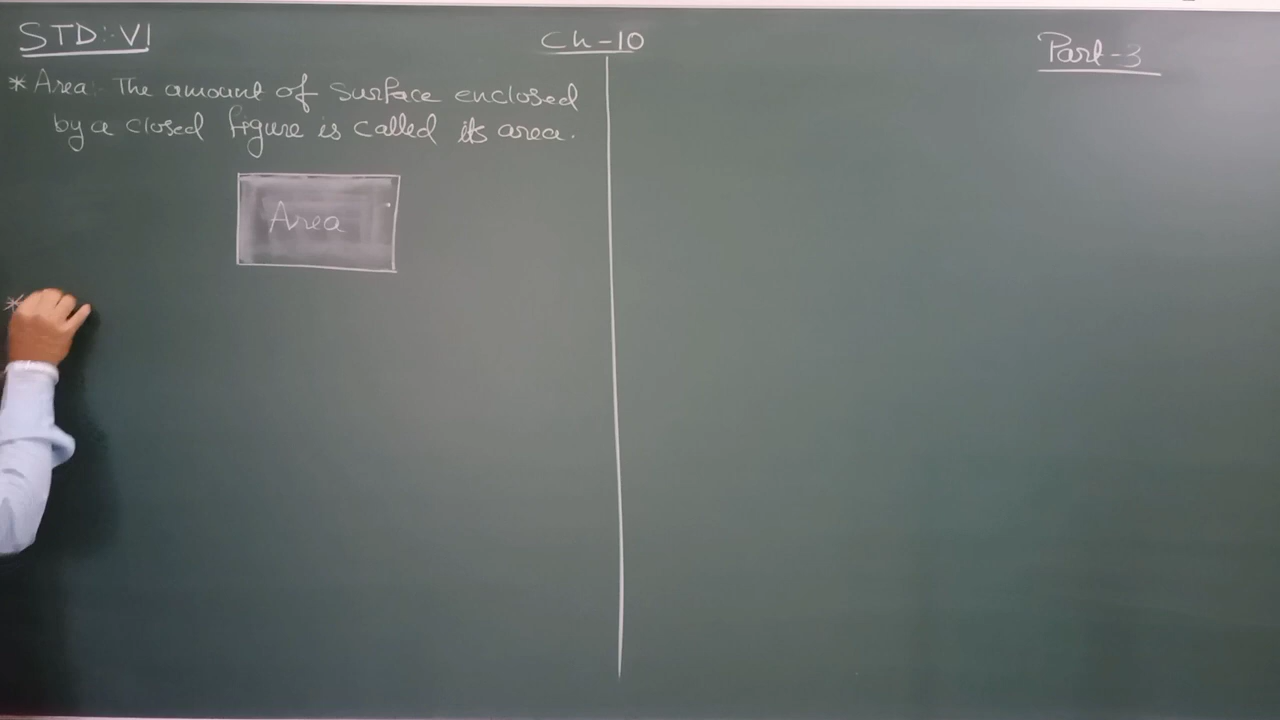 STD:-VI
Ch-10
Part-3
* Area:- The amount of surface enclosed
by a closed figure is called its area.
Area
*